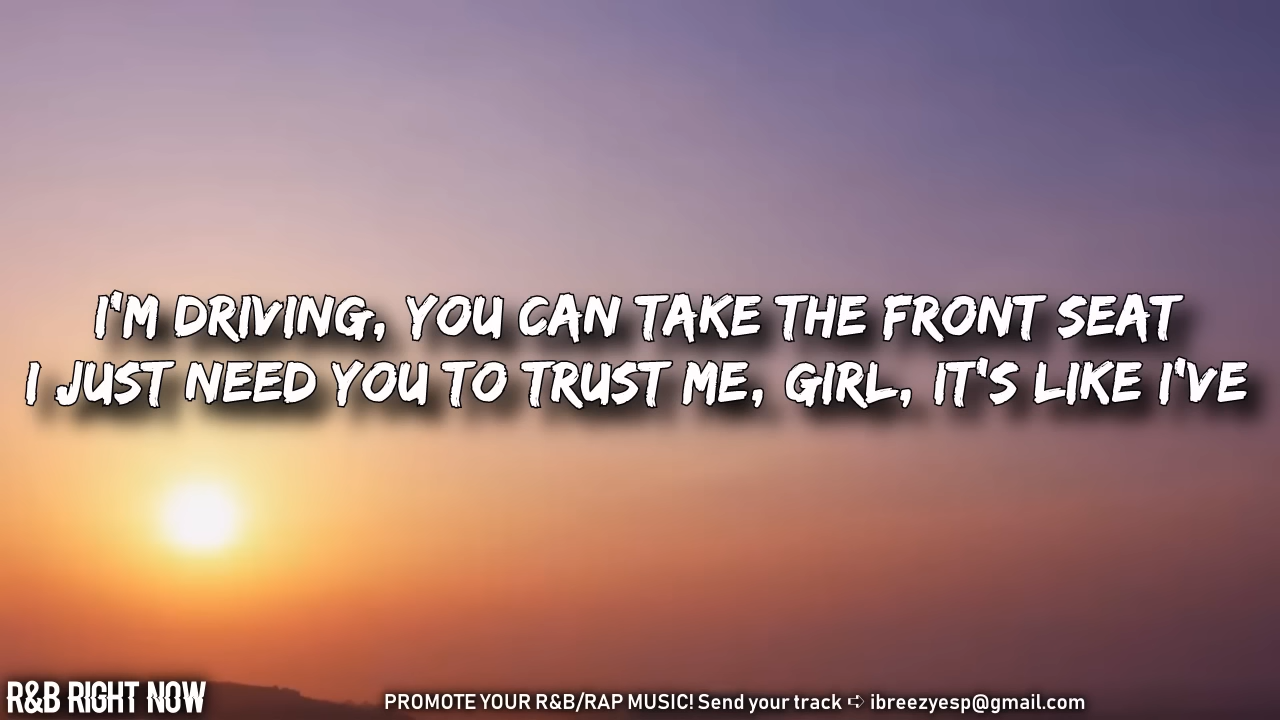 I'M DRIVING, YOU CAN TAKE THE FRONT SEAT
I JUST NEED YOU TO TRUST ME, GIRL, IT'S LIKE I'VE
R&B RIGHT NOW
PROMOTE YOUR R&B/RAP MUSIC! Send your track ➪ ibreezyesp@gmail.com